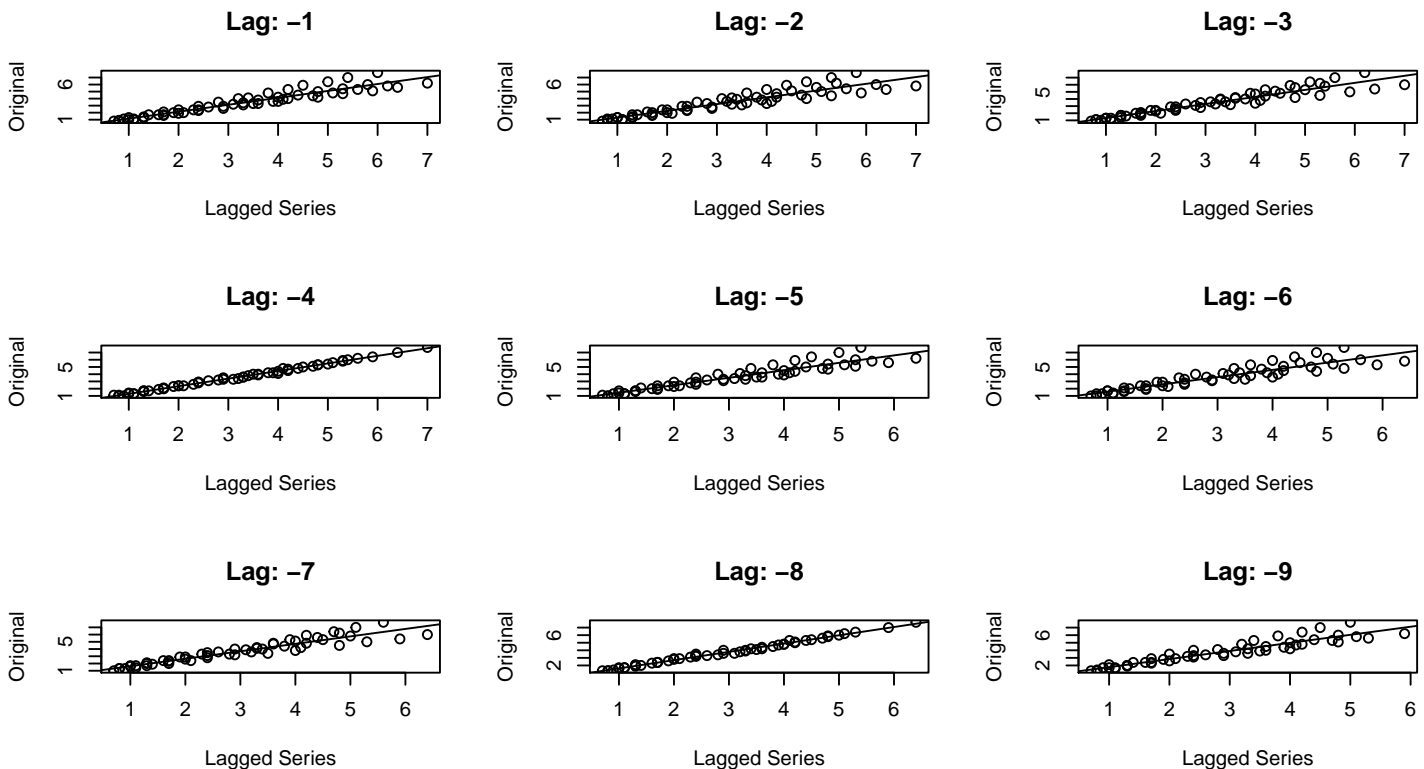 Lag: −1
Original
6
1
1 2 3 4 5 6 7
Lagged Series
Lag: −2
Original
6
1
1 2 3 4 5 6 7
Lagged Series
Lag: −3
Original
5
1
1 2 3 4 5 6 7
Lagged Series
Lag: −4
Original
5
1
1 2 3 4 5 6 7
Lagged Series
Lag: −5
Original
5
1
1 2 3 4 5 6
Lagged Series
Lag: −6
Original
5
1
1 2 3 4 5 6
Lagged Series
Lag: −7
Original
5
1
1 2 3 4 5 6
Lagged Series
Lag: −8
Original
6
2
1 2 3 4 5 6
Lagged Series
Lag: −9
Original
6
2
1 2 3 4 5 6
Lagged Series